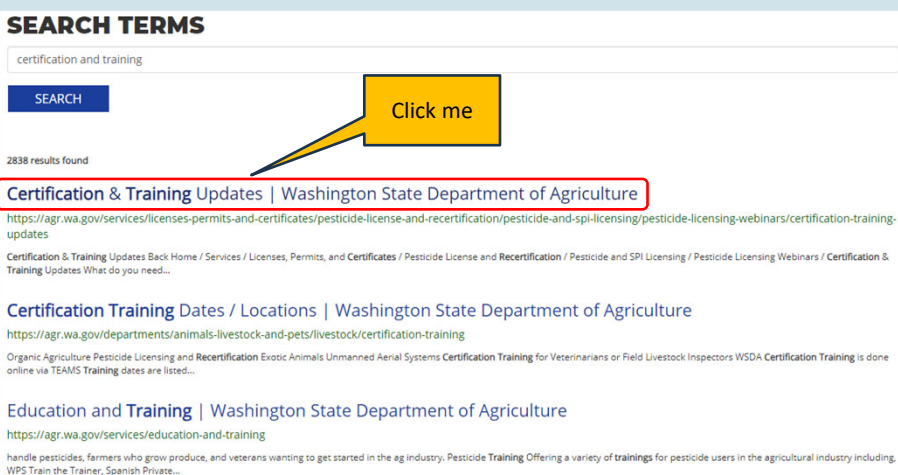 SEARCH TERMS
certification and training
SEARCH
Click me
2838 results found
Certification & Training Updates | Washington State Department of Agriculture
https://agr.wa.gov/services/licenses-permits-and-certificates/pesticide-license-and-recertification/pesticide-and-spi-licensing/pesticide-licensing-webinars/certification-training-
updates
Certification & Training Updates Back Home / Services / Licenses, Permits, and Certificates / Pesticide License and Recertification / Pesticide and SPI Licensing / Pesticide Licensing Webinars / Certification &
Training Updates What do you need...
Certification Training Dates / Locations | Washington State Department of Agriculture
https://agr.wa.gov/departments/animals-livestock-and-pets/livestock/certification-training
Organic Agriculture Pesticide Licensing and Recertification Exotic Animals Unmanned Aerial Systems Certification Training for Veterinarians or Field Livestock Inspectors WSDA Certification Training is done
online via TEAMS Training dates are listed...
Education and Training | Washington State Department of Agriculture
https://agr.wa.gov/services/education-and-training
handle pesticides, farmers who grow produce, and veterans wanting to get started in the ag industry. Pesticide Training Offering a variety of trainings for pesticide users in the agricultural industry including,
WPS Train the Trainer, Spanish Private...